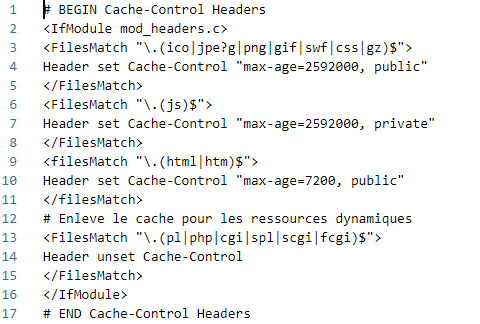 1 # BEGIN Cache-Control Headers
2 <IfModule mod_headers.c>
3 <FilesMatch "\.(ico|jpe?g|png|gif|swf|css|gz)$">
4 Header set Cache-Control "max-age=2592000, public"
5 </FilesMatch>
6 <FilesMatch "\.(js)$">
7 Header set Cache-Control "max-age=2592000, private"
8 </FilesMatch>
9 <filesMatch "\.(html|htm)$">
10 Header set Cache-Control "max-age=7200, public"
11 </filesMatch>
12 # Enleve le cache pour les ressources dynamiques
13 <FilesMatch "\.(pl|php|cgi|spl|scgi|fcgi)$">
14 Header unset Cache-Control
15 </FilesMatch>
16 </IfModule>
17 # END Cache-Control Headers